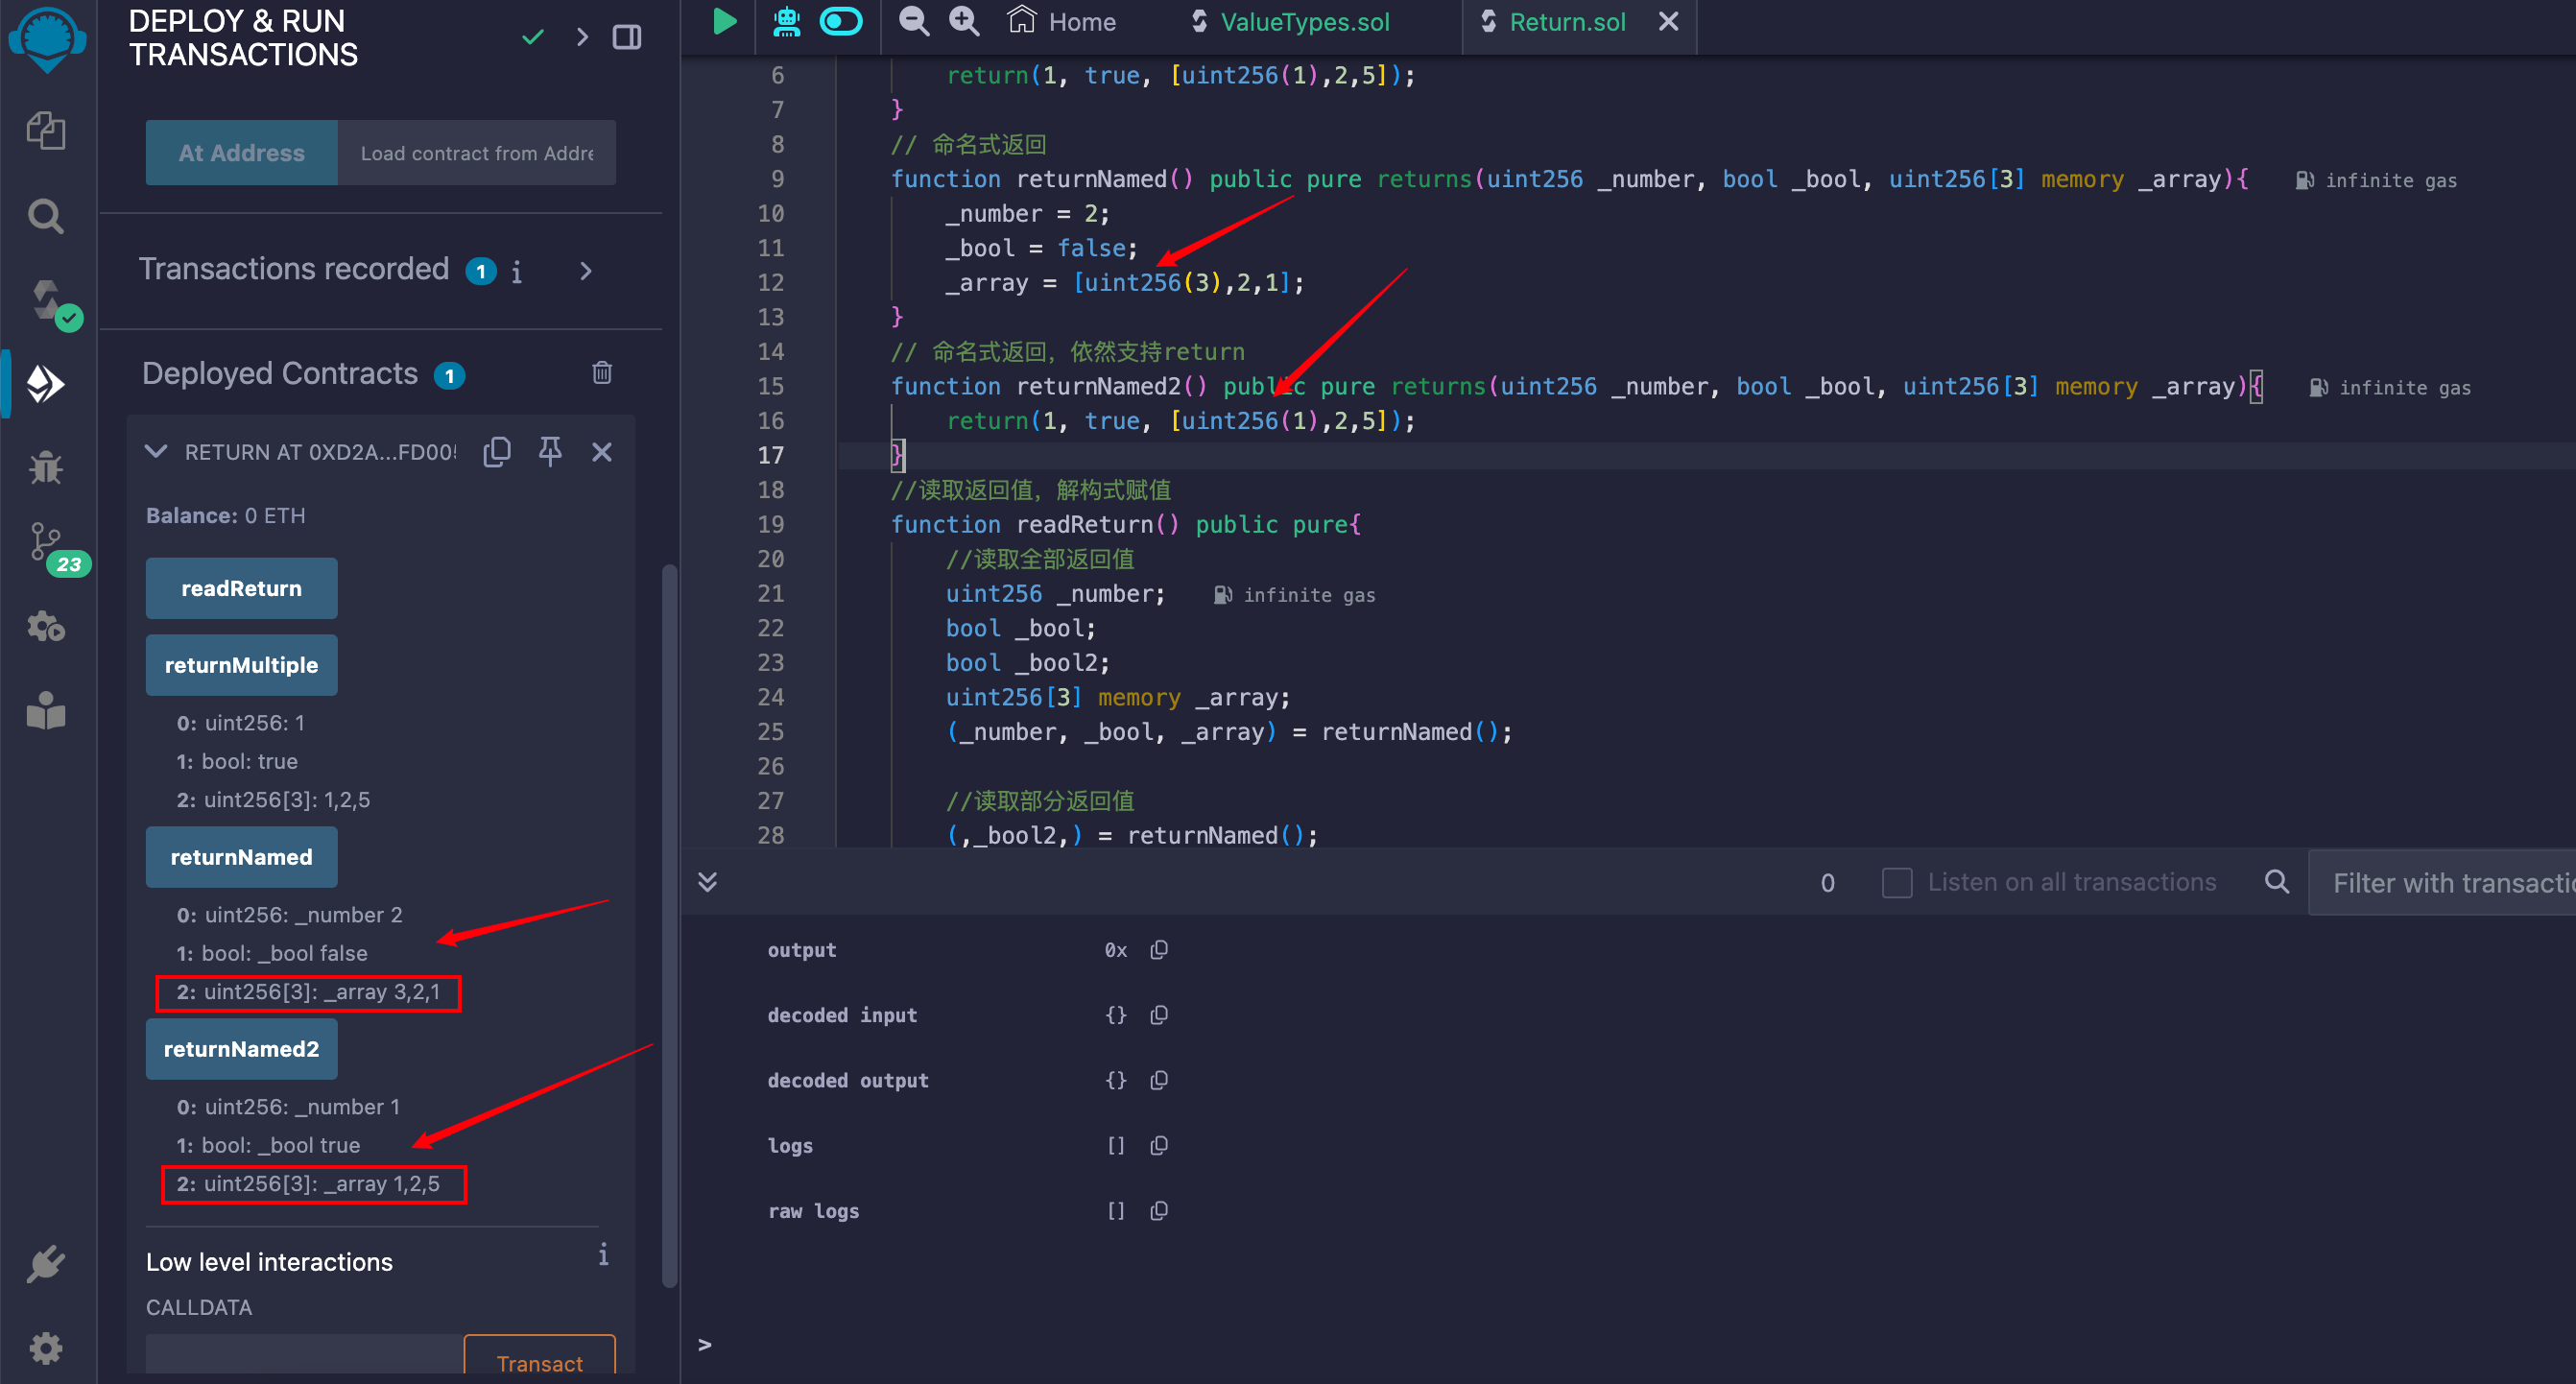 DEPLOY & RUN
TRANSACTIONS
At Address
Load contract from Addre
Transactions recorded 1 i
Deployed Contracts 1
RETURN AT 0XD2A...FD005
Balance: 0 ETH
23
readReturn
returnMultiple
0: uint256: 1
1: bool: true
2: uint256[3]: 1,2,5
returnNamed
0: uint256: _number 2
1: bool: _bool false
2: uint256[3]: _array 3,2,1
returnNamed2
0: uint256: _number 1
1: bool: _bool true
2: uint256[3]: _array 1,2,5
Low level interactions i
CALLDATA
Transact
Home ValueTypes.sol Return.sol
6 return(1, true, [uint256(1),2,5]);
7 }
8 // 命名式返回
9 function returnNamed() public pure returns(uint256 _number, bool _bool, uint256[3] memory _array){ infinite gas
10 _number = 2;
11 _bool = false;
12 _array = [uint256(3),2,1];
13 }
14 // 命名式返回，依然支持return
15 function returnNamed2() public pure returns(uint256 _number, bool _bool, uint256[3] memory _array){ infinite gas
16 return(1, true, [uint256(1),2,5]);
17 }
18 //读取返回值，解构式赋值
19 function readReturn() public pure{
20 //读取全部返回值
21 uint256 _number; infinite gas
22 bool _bool;
23 bool _bool2;
24 uint256[3] memory _array;
25 (_number, _bool, _array) = returnNamed();
26
27 //读取部分返回值
28 (,_bool2,) = returnNamed();
0 Listen on all transactions Filter with transactio
output 0x
decoded input {}
decoded output {}
logs []
raw logs []
>